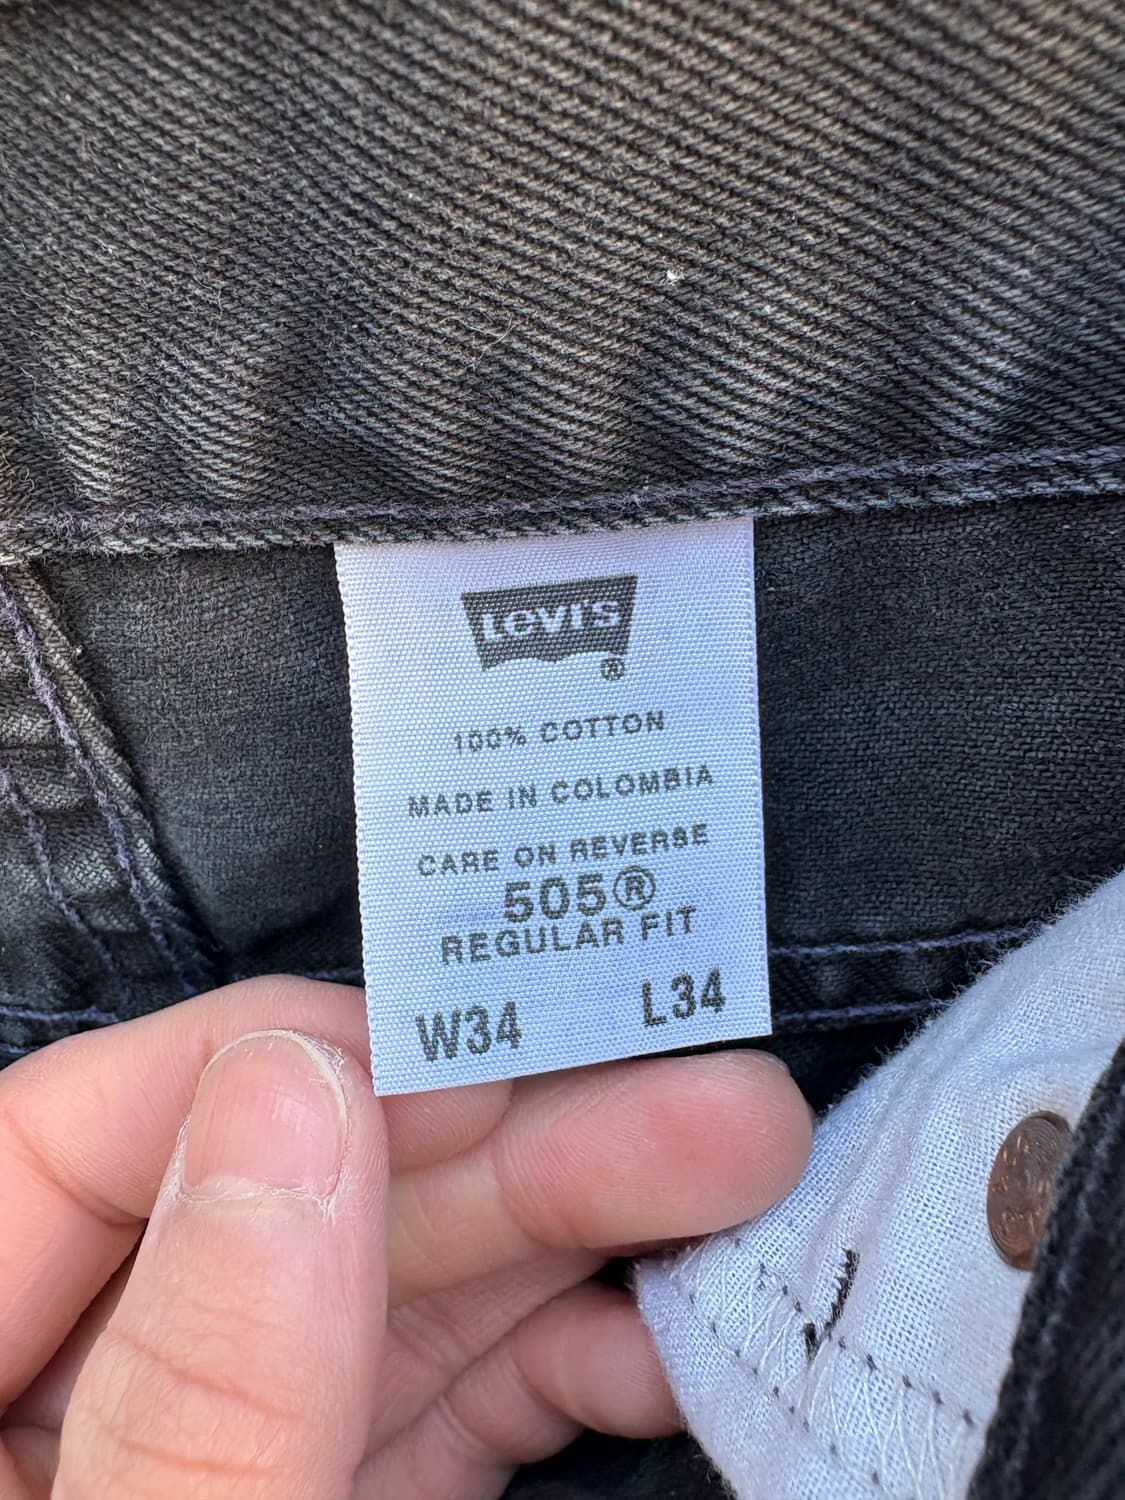 Levi's
®
100% COTTON
MADE IN COLOMBIA
CARE ON REVERSE
505®
REGULAR FIT
W34 L34